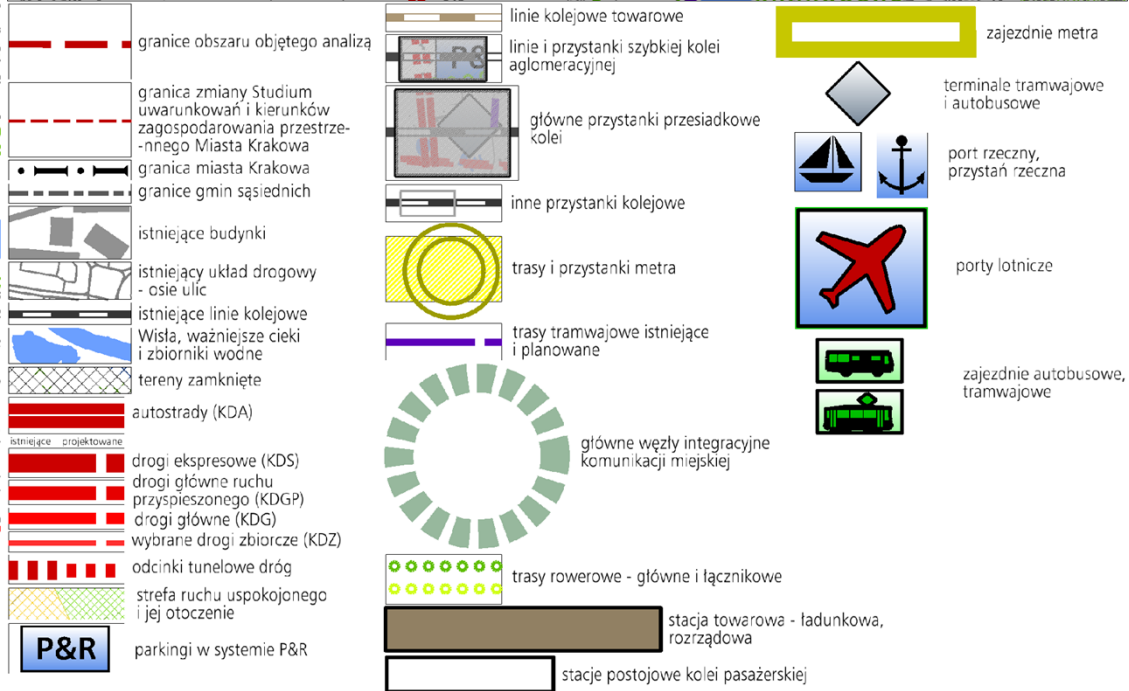 granice obszaru objętego analizą
granica zmiany Studium
uwarunkowań i kierunków
zagospodarowania przestrze-
-nnego Miasta Krakowa
granica miasta Krakowa
granice gmin sąsiednich
istniejące budynki
istniejący układ drogowy
- osie ulic
istniejące linie kolejowe
Wisła, ważniejsze cieki
i zbiorniki wodne
tereny zamknięte
autostrady (KDA)
istniejące projektowane
drogi ekspresowe (KDS)
drogi główne ruchu
przyspieszonego (KDGP)
drogi główne (KDG)
wybrane drogi zbiorcze (KDZ)
odcinki tunelowe dróg
strefa ruchu uspokojonego
i jej otoczenie
P&R
parkingi w systemie P&R
linie kolejowe towarowe
P&R
linie i przystanki szybkiej kolei
aglomeracyjnej
główne przystanki przesiadkowe
kolei
inne przystanki kolejowe
trasy i przystanki metra
trasy tramwajowe istniejące
i planowane
główne węzły integracyjne
komunikacji miejskiej
trasy rowerowe - główne i łącznikowe
stacja towarowa - ładunkowa,
rozrządowa
stacje postojowe kolei pasażerskiej
zajezdnie metra
terminale tramwajowe
i autobusowe
port rzeczny,
przystań rzeczna
porty lotnicze
zajezdnie autobusowe,
tramwajowe